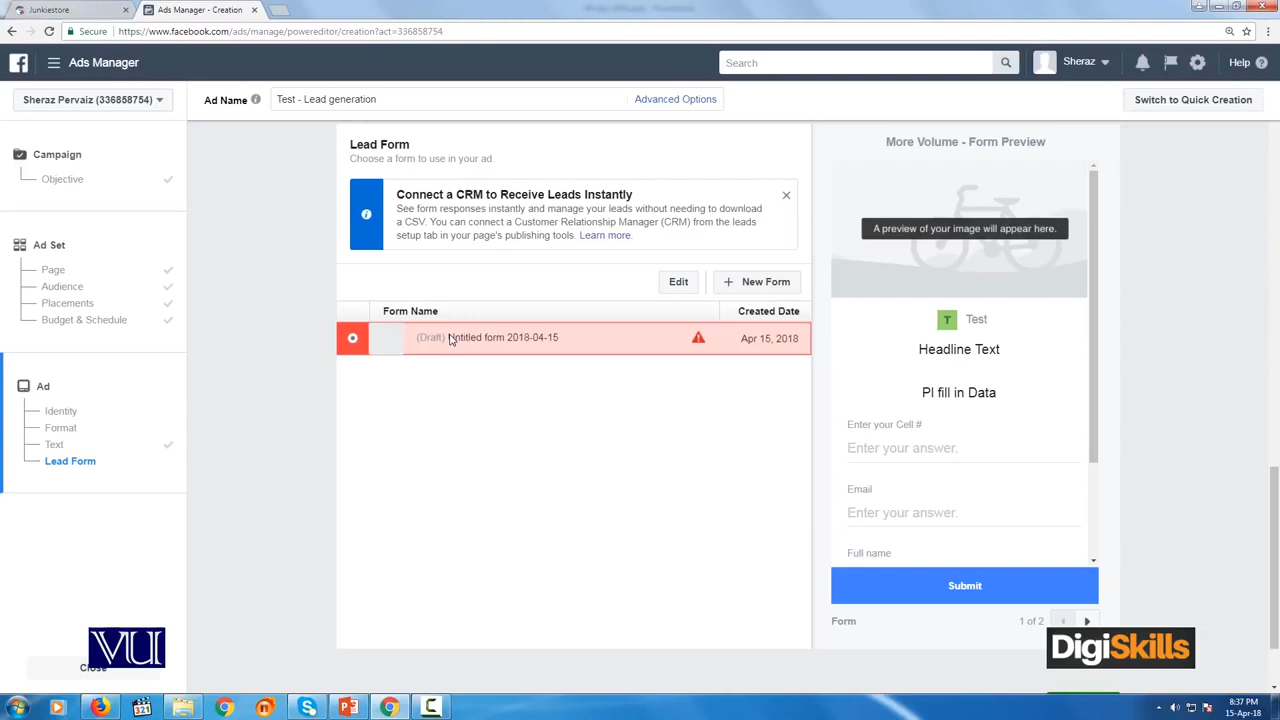 Junkiestore
Ads Manager - Creation
Secure
https://www.facebook.com/ads/manage/powereditor/creation?act=336858754
Ads Manager
Search
Sheraz
Help
Sheraz Pervaiz (336858754)
Ad Name
Test - Lead generation
Advanced Options
Switch to Quick Creation
Campaign
Objective
Ad Set
Page
Audience
Placements
Budget & Schedule
Ad
Identity
Format
Text
Lead Form
Close
Lead Form
Choose a form to use in your ad.
Connect a CRM to Receive Leads Instantly
See form responses instantly and manage your leads without needing to download
a CSV. You can connect a Customer Relationship Manager (CRM) from the leads
setup tab in your page's publishing tools. Learn more.
Edit
New Form
Form Name
Created Date
(Draft) Untitled form 2018-04-15
Apr 15, 2018
More Volume - Form Preview
A preview of your image will appear here.
T Test
Headline Text
Pl fill in Data
Enter your Cell #
Enter your answer.
Email
Enter your answer.
Full name
Submit
Form
1 of 2
VU
DigiSkills
321
8:37 PM
15-Apr-18